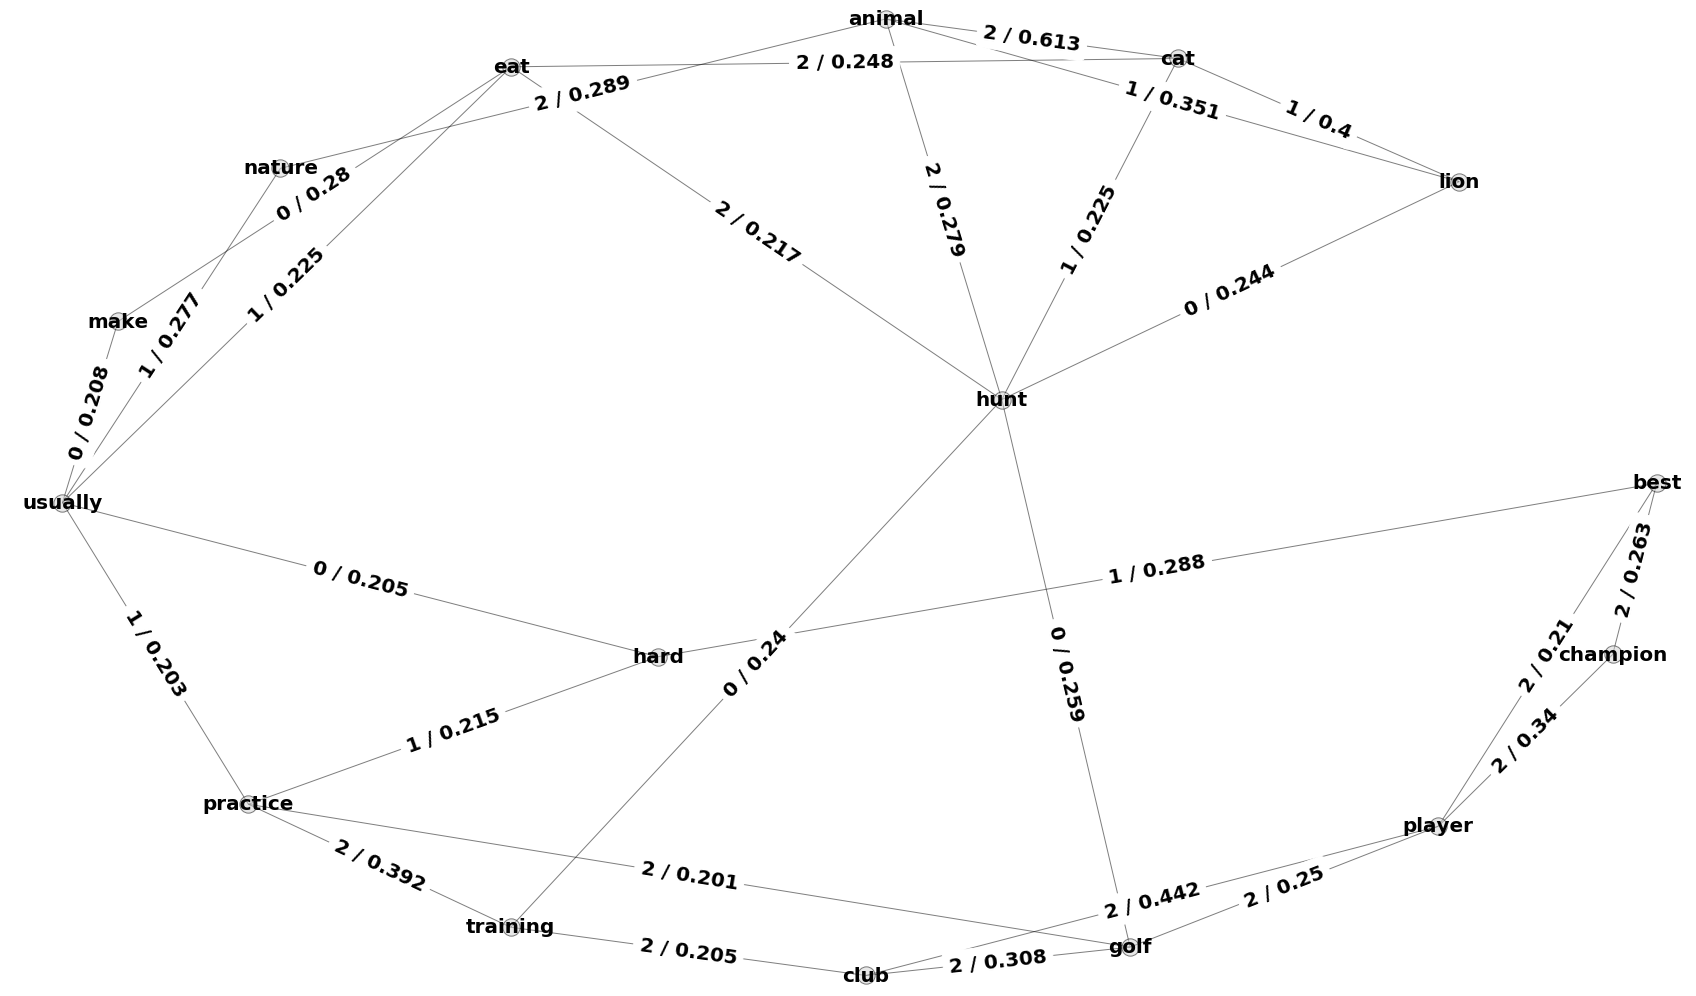 animal
2 / 0.613
cat
eat
2 / 0.248
2 / 0.289
1 / 0.351
1 / 0.4
nature
0 / 0.28
lion
2 / 0.217
2 / 0.279
1 / 0.225
1 / 0.225
0 / 0.244
make
1 / 0.277
0 / 0.208
hunt
usually
best
0 / 0.205
1 / 0.288
2 / 0.263
hard
0 / 0.24
0 / 0.259
2 / 0.21
champion
1 / 0.203
1 / 0.215
2 / 0.34
practice
player
2 / 0.392
2 / 0.201
2 / 0.442
2 / 0.25
training
2 / 0.205
club
2 / 0.308
golf